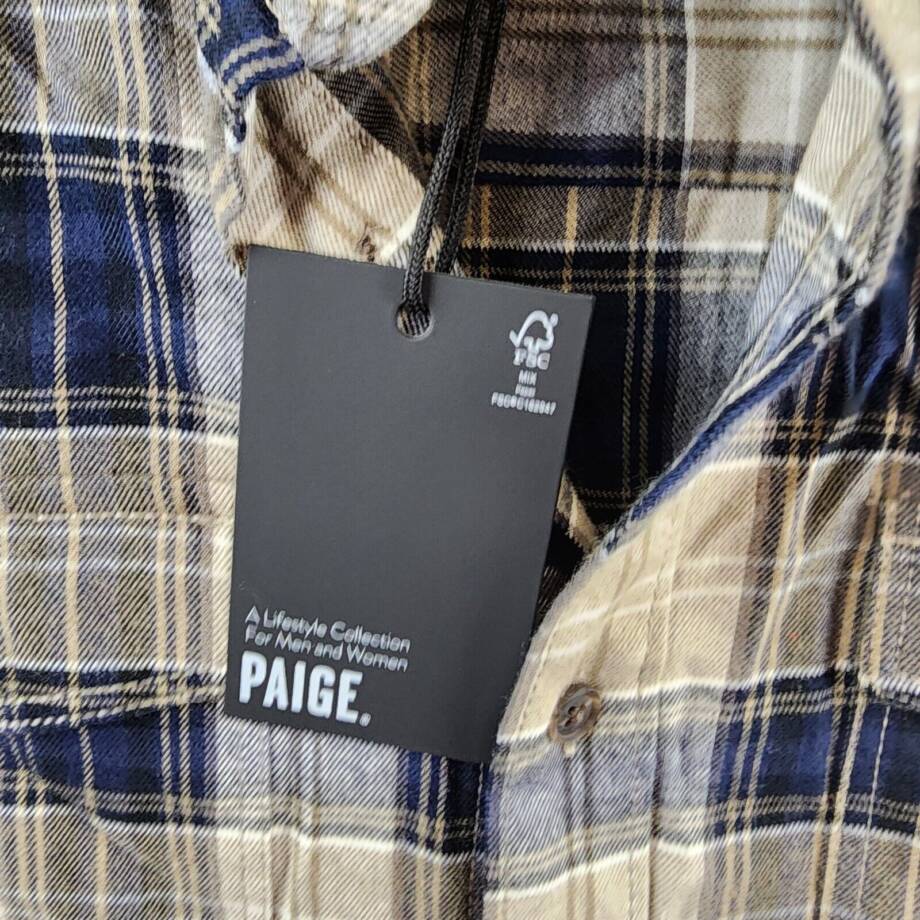 FSC
MIX
A Lifestyle Collection
For Men and Women
PAIGE